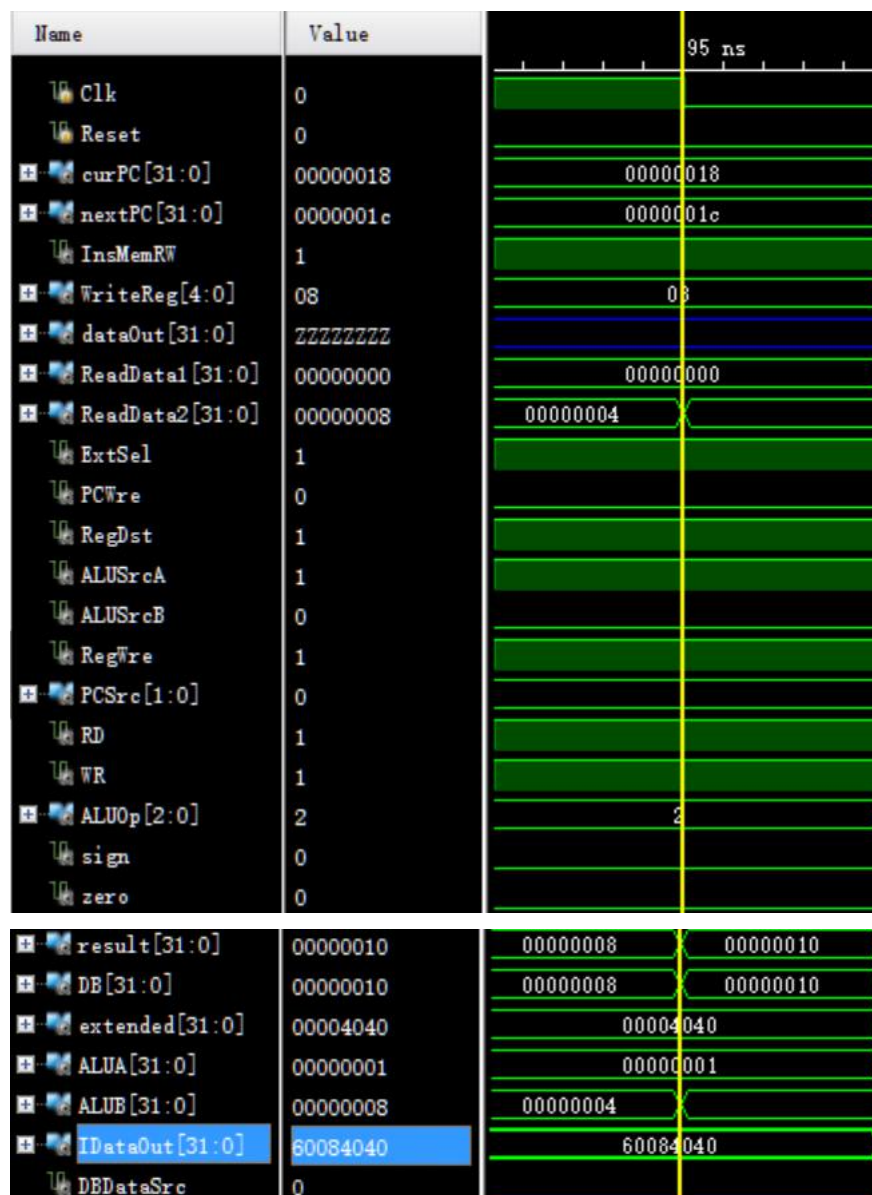 Name Value
95 ns
Clk 0
Reset 0
curPC[31:0] 00000018 00000018
nextPC[31:0] 0000001c 0000001c
InsMemRW 1
WriteReg[4:0] 08 08
dataOut[31:0] ZZZZZZZZ
ReadData1[31:0] 00000000 00000000
ReadData2[31:0] 00000008 00000004
ExtSel 1
PCWre 0
RegDst 1
ALUSrcA 1
ALUSrcB 0
RegWre 1
PCSrc[1:0] 0
RD 1
WR 1
ALUOp[2:0] 2 2
sign 0
zero 0
result[31:0] 00000010 00000008 00000010
DB[31:0] 00000010 00000008 00000010
extended[31:0] 00004040 00004040
ALUA[31:0] 00000001 00000001
ALUB[31:0] 00000008 00000004
IDataOut[31:0] 60084040 60084040
DBDataSrc 0